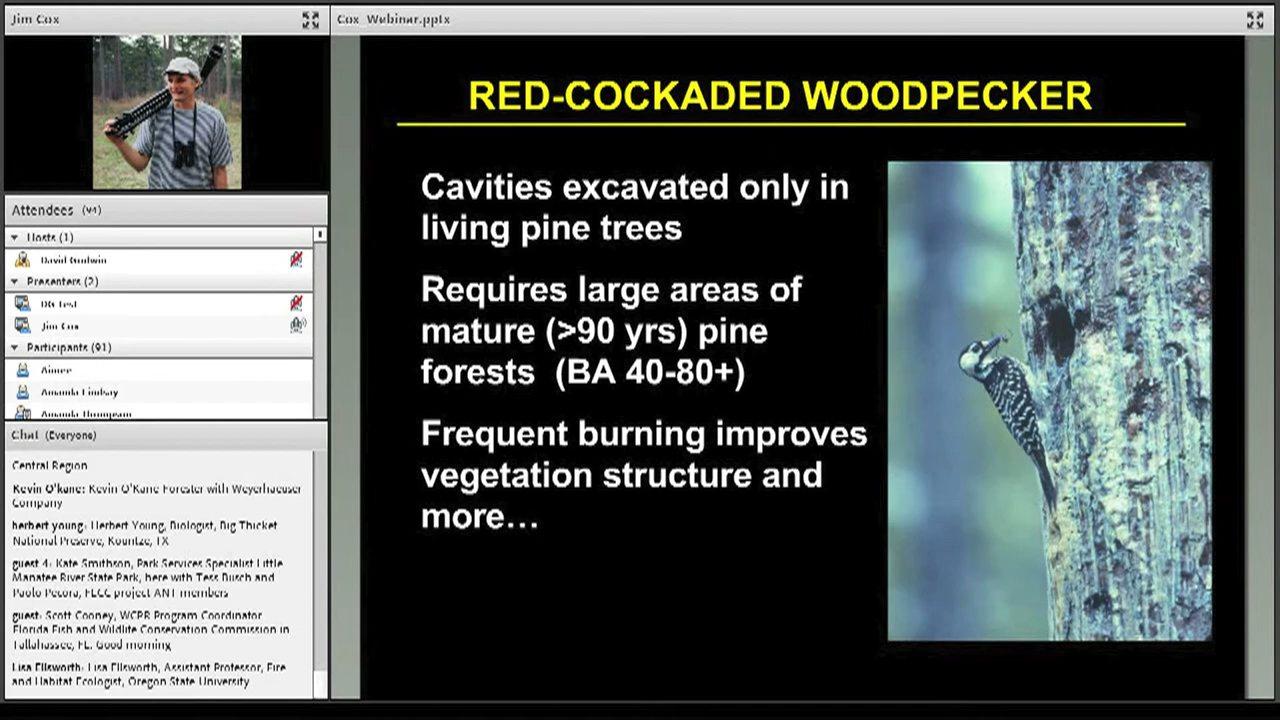 Jim Cox
Cox_Webinar.pptx
Attendees (94)
Hosts (1)
David Godwin
Presenters (2)
DG Test
Jim Cox
Participants (91)
Aimee
Amanda Lindsay
Amanda Thompson
Chat (Everyone)
Central Region
Kevin O'kane: Kevin O'Kane Forester with Weyerhaeuser
Company
herbert young: Herbert Young, Biologist, Big Thicket
National Preserve, Kountze, TX
guest 4: Kate Smithson, Park Services Specialist Little
Manatee River State Park, here with Tess Busch and
Paolo Pecora, FLCC project ANT members
guest: Scott Cooney, WCPR Program Coordinator
Florida Fish and Wildlife Conservation Commission in
Tallahassee, FL. Good morning
Lisa Ellsworth: Lisa Ellsworth, Assistant Professor, Fire
and Habitat Ecologist, Oregon State University
RED-COCKADED WOODPECKER
Cavities excavated only in
living pine trees
Requires large areas of
mature (>90 yrs) pine
forests (BA 40-80+)
Frequent burning improves
vegetation structure and
more…